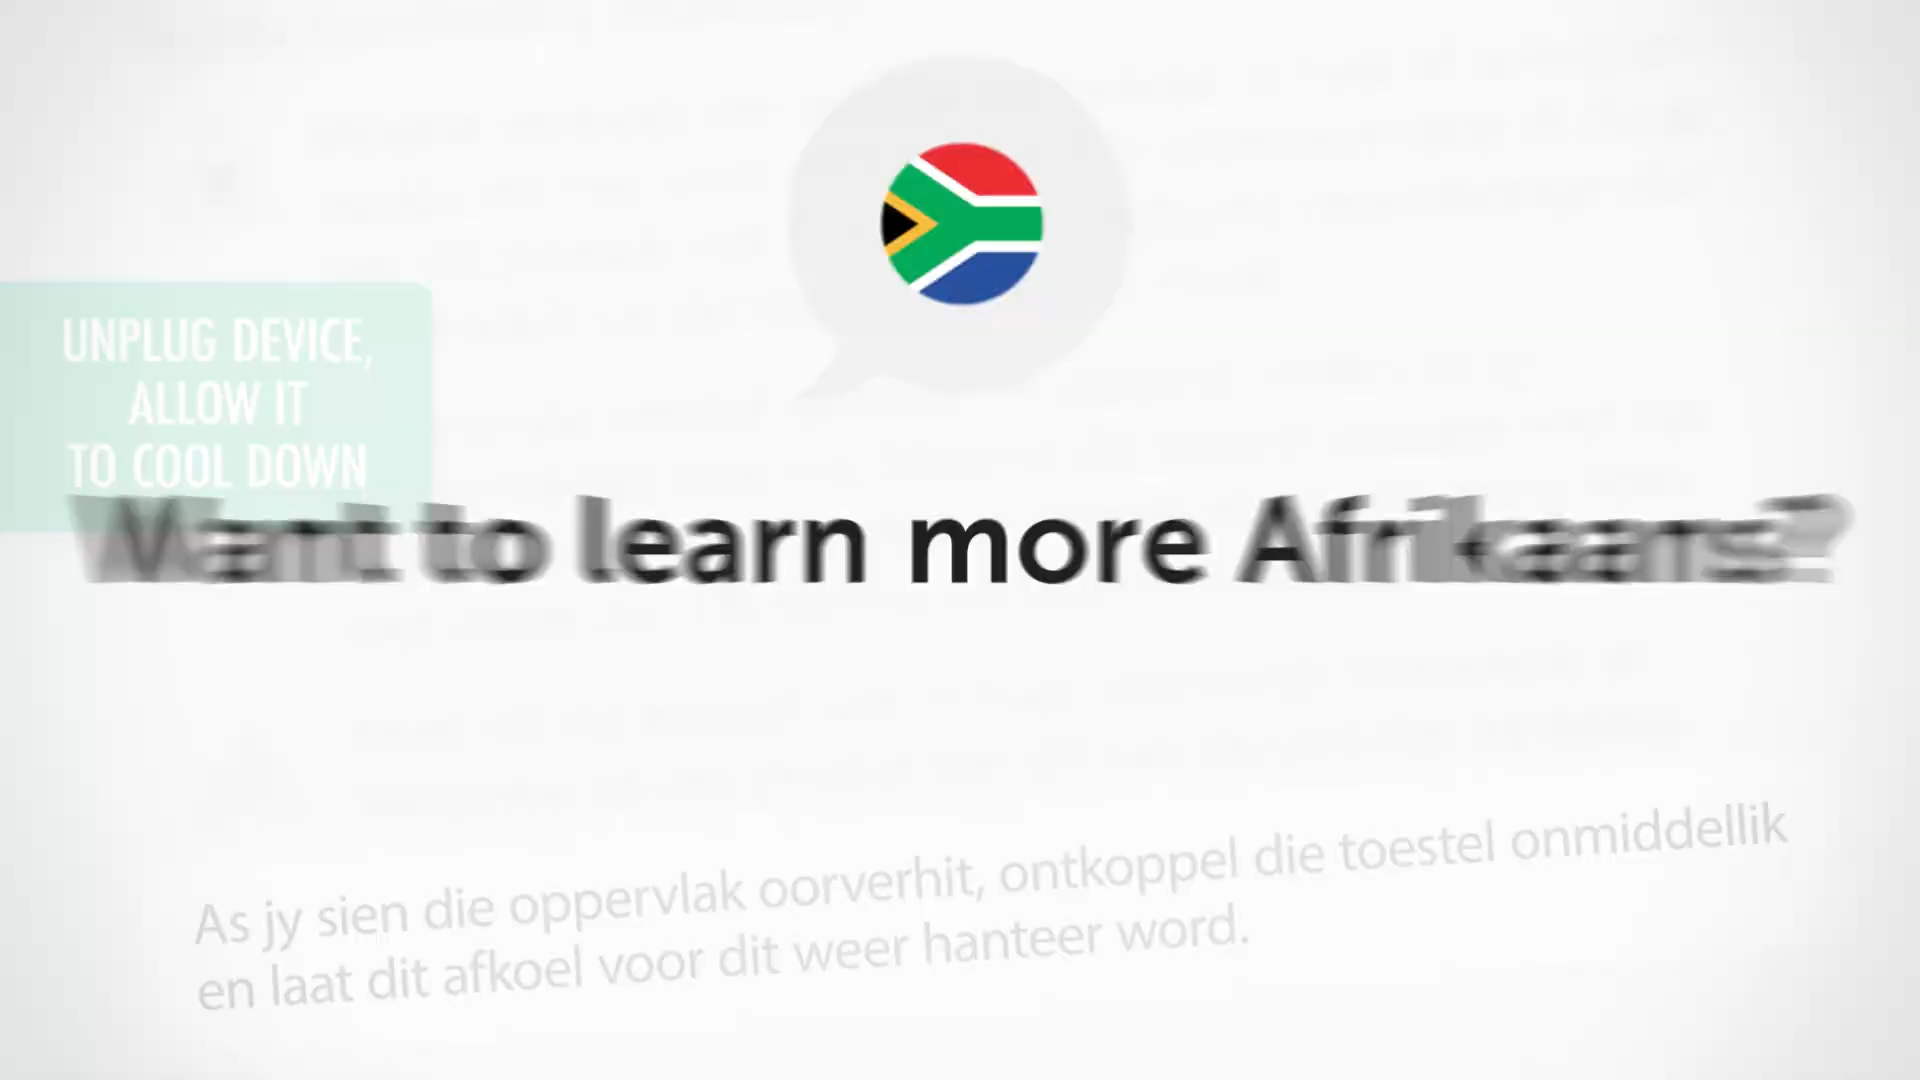 UNPLUG DEVICE,
ALLOW IT
TO COOL DOWN
Want to learn more Afrikaans?
As jy sien die oppervlak oorverhit, ontkoppel die toestel onmiddellik
en laat dit afkoel voor dit weer hanteer word.